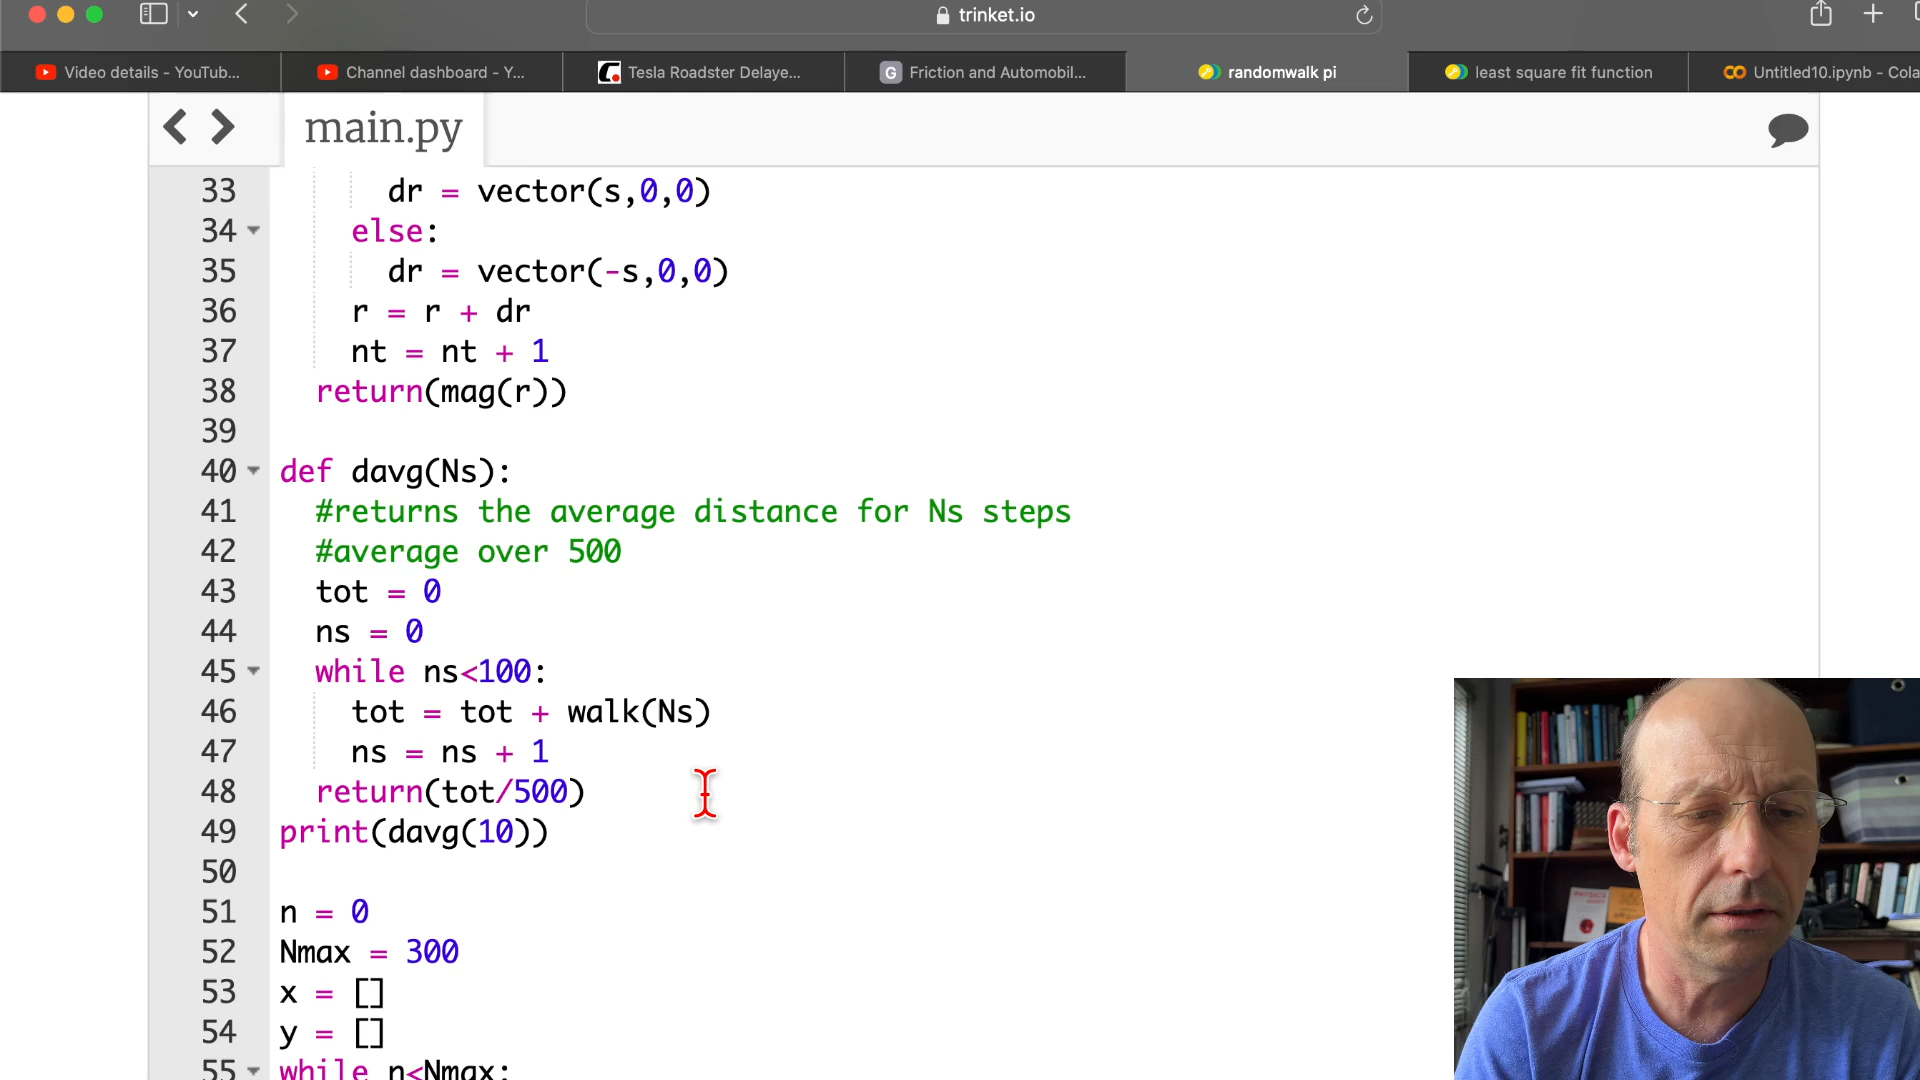 trinket.io
Video details - YouTub...
Channel dashboard - Y...
Tesla Roadster Delaye...
G Friction and Automobil...
randomwalk pi
least square fit function
Untitled10.ipynb - Cola
main.py
33 dr = vector(s,0,0)
34 else:
35 dr = vector(-s,0,0)
36 r = r + dr
37 nt = nt + 1
38 return(mag(r))
39
40 def davg(Ns):
41 #returns the average distance for Ns steps
42 #average over 500
43 tot = 0
44 ns = 0
45 while ns<100:
46 tot = tot + walk(Ns)
47 ns = ns + 1
48 return(tot/500)
49 print(davg(10))
50
51 n = 0
52 Nmax = 300
53 x = []
54 y = []
55 while n<Nmax: